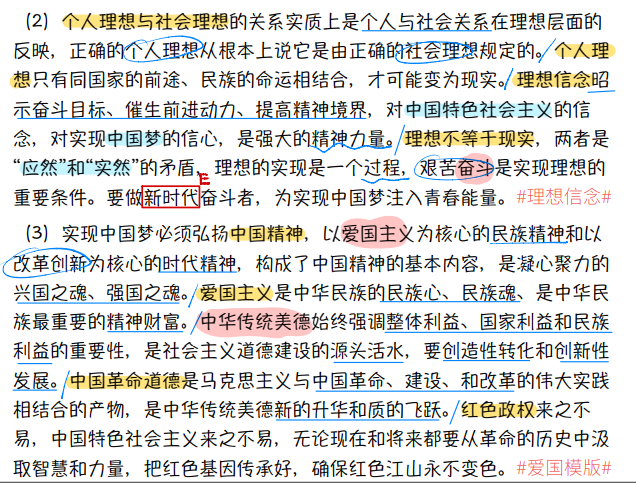 (2) 个人理想与社会理想的关系实质上是个人与社会关系在理想层面的
反映，正确的个人理想从根本上说它是由正确的社会理想规定的。个人理
想只有同国家的前途、民族的命运相结合，才可能变为现实。理想信念昭
示奋斗目标、催生前进动力、提高精神境界，对中国特色社会主义的信
念，对实现中国梦的信心，是强大的精神力量。理想不等于现实，两者是
“应然”和“实然”的矛盾，理想的实现是一个过程，艰苦奋斗是实现理想的
重要条件。要做新时代奋斗者，为实现中国梦注入青春能量。#理想信念#
(3) 实现中国梦必须弘扬中国精神，以爱国主义为核心的民族精神和以
改革创新为核心的时代精神，构成了中国精神的基本内容，是凝心聚力的
兴国之魂、强国之魂。爱国主义是中华民族的民族心、民族魂、是中华民
族最重要的精神财富。中华传统美德始终强调整体利益、国家利益和民族
利益的重要性，是社会主义道德建设的源头活水，要创造性转化和创新性
发展。中国革命道德是马克思主义与中国革命、建设、和改革的伟大实践
相结合的产物，是中华传统美德新的升华和质的飞跃。红色政权来之不
易，中国特色社会主义来之不易，无论现在和将来都要从革命的历史中汲
取智慧和力量，把红色基因传承好，确保红色江山永不变色。#爱国模版#